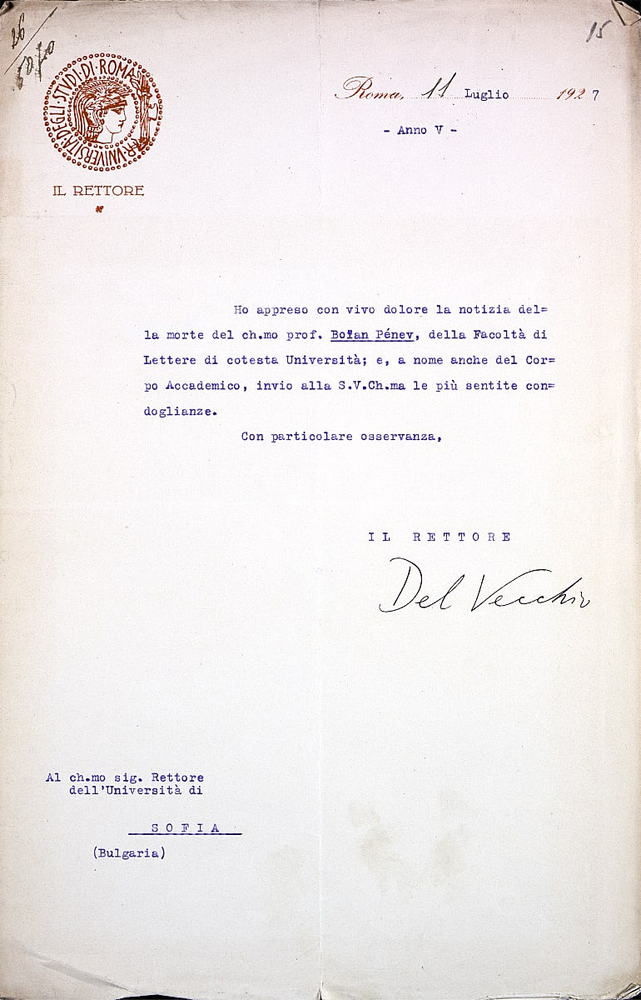 15
R. UNIVERSITÀ DEGLI STUDI DI ROMA
Roma, 11 Luglio 1927
- Anno V -
IL RETTORE
Ho appreso con vivo dolore la notizia del=
la morte del ch.mo prof. Boïan Pénev, della Facoltà di
Lettere di cotesta Università; e, a nome anche del Cor=
po Accademico, invio alla S.V.Ch.ma le più sentite con=
doglianze.
Con particolare osservanza,
IL RETTORE
Del Vecchio
Al ch.mo sig. Rettore
dell'Università di
SOFIA
(Bulgaria)